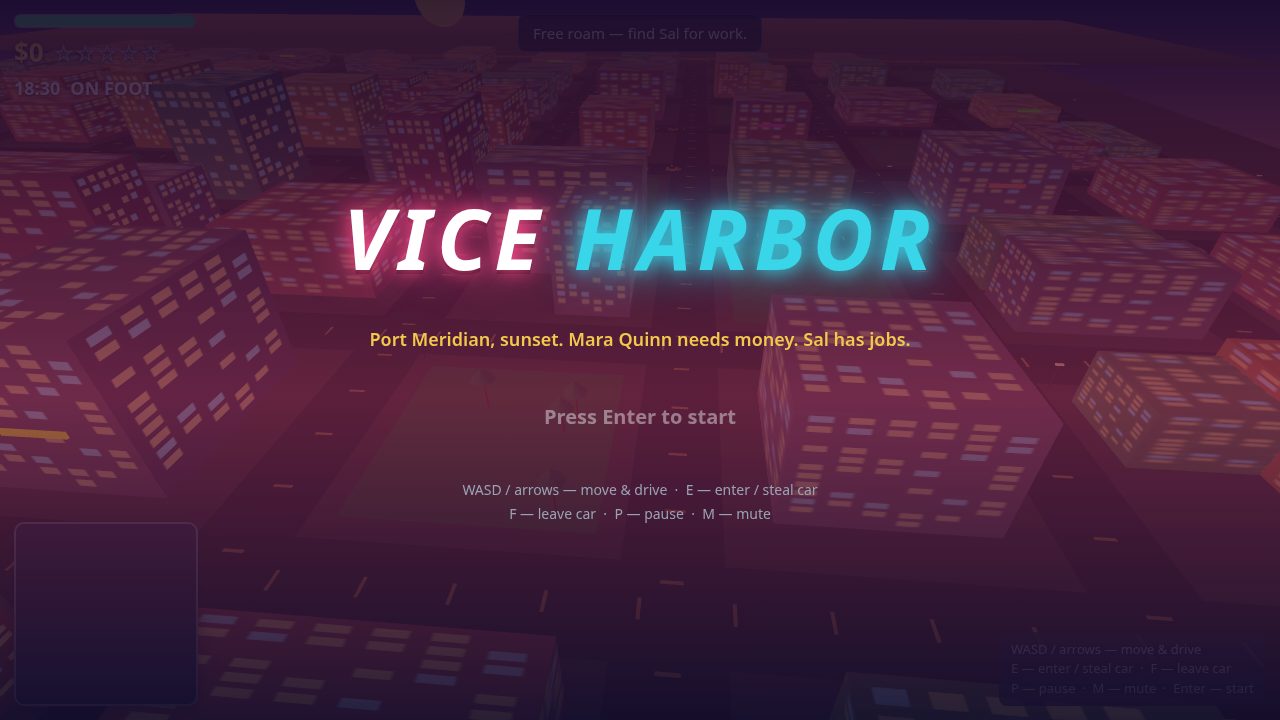 Free roam — find Sal for work.
$0 ☆☆☆☆☆
18:30 ON FOOT
VICE HARBOR
Port Meridian, sunset. Mara Quinn needs money. Sal has jobs.
Press Enter to start
WASD / arrows — move & drive · E — enter / steal car
F — leave car · P — pause · M — mute
WASD / arrows — move & drive
E — enter / steal car · F — leave car
P — pause · M — mute · Enter — start